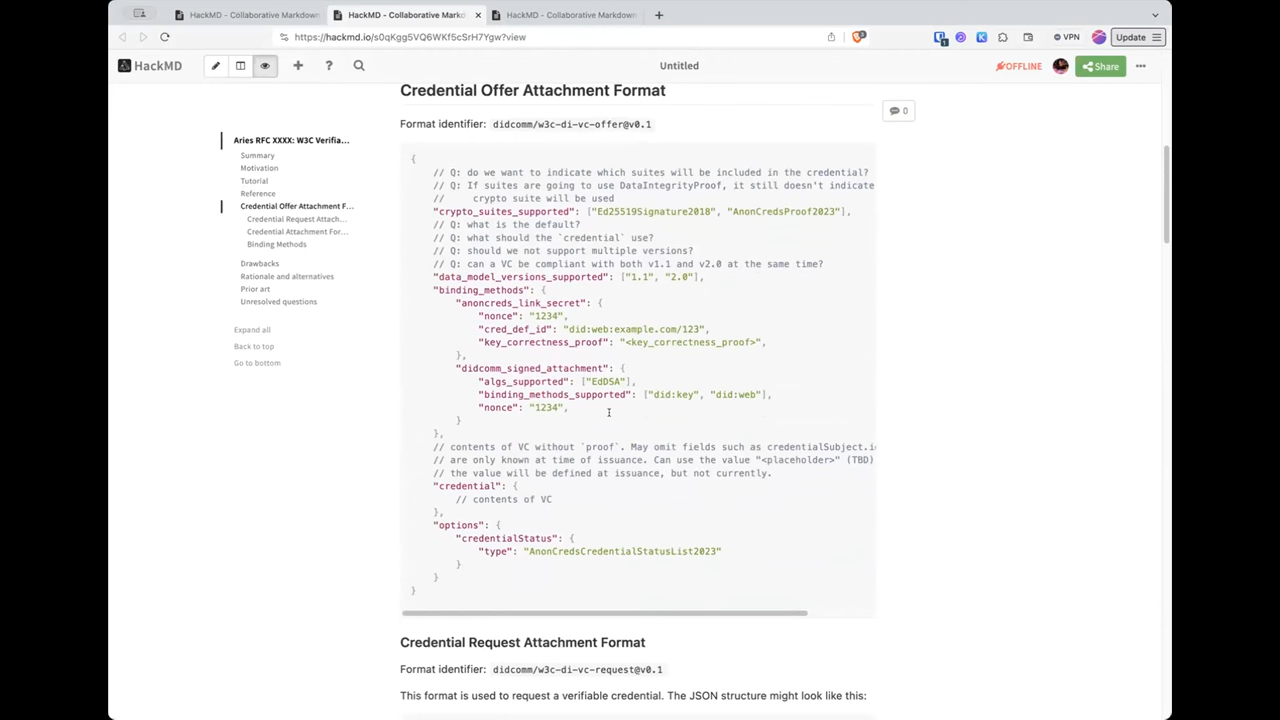 HackMD - Collaborative Markdown
HackMD - Collaborative Markdo
HackMD - Collaborative Markdown
https://hackmd.io/s0qKgg5VQ6WKf5cSrH7Ygw?view
1
VPN
Update
HackMD
Untitled
OFFLINE
Share
Aries RFC XXXX: W3C Verifia...
Summary
Motivation
Tutorial
Reference
Credential Offer Attachment F...
Credential Request Attach...
Credential Attachment For...
Binding Methods
Drawbacks
Rationale and alternatives
Prior art
Unresolved questions
Expand all
Back to top
Go to bottom
Credential Offer Attachment Format
0
Format identifier: didcomm/w3c-di-vc-offer@v0.1
{
// Q: do we want to indicate which suites will be included in the credential?
// Q: If suites are going to use DataIntegrityProof, it still doesn't indicate
// crypto suite will be used
"crypto_suites_supported": ["Ed25519Signature2018", "AnonCredsProof2023"],
// Q: what is the default?
// Q: what should the `credential` use?
// Q: should we not support multiple versions?
// Q: can a VC be compliant with both v1.1 and v2.0 at the same time?
"data_model_versions_supported": ["1.1", "2.0"],
"binding_methods": {
"anoncreds_link_secret": {
"nonce": "1234",
"cred_def_id": "did:web:example.com/123",
"key_correctness_proof": "<key_correctness_proof>",
},
"didcomm_signed_attachment": {
"algs_supported": ["EdDSA"],
"binding_methods_supported": ["did:key", "did:web"],
"nonce": "1234",
}
},
// contents of VC without `proof`. May omit fields such as credentialSubject.i
// are only known at time of issuance. Can use the value "<placeholder>" (TBD)
// the value will be defined at issuance, but not currently.
"credential": {
// contents of VC
},
"options": {
"credentialStatus": {
"type": "AnonCredsCredentialStatusList2023"
}
}
}
Credential Request Attachment Format
Format identifier: didcomm/w3c-di-vc-request@v0.1
This format is used to request a verifiable credential. The JSON structure might look like this: